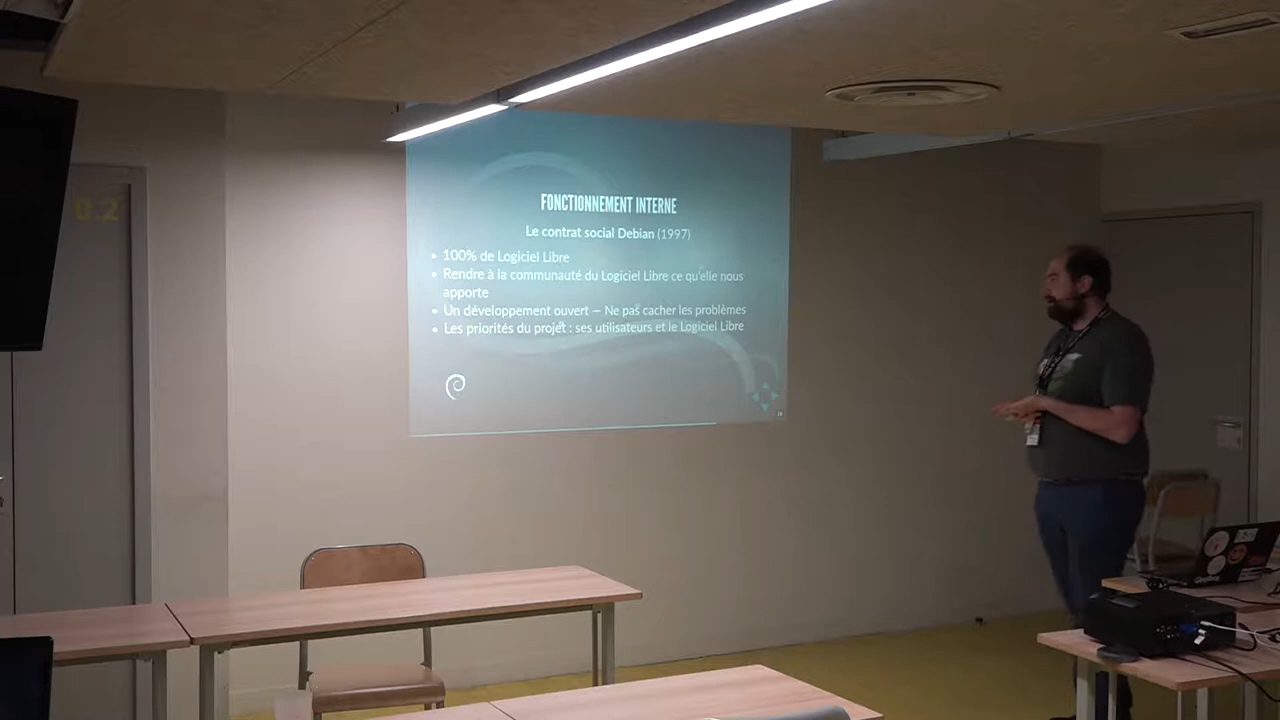 0.2
FONCTIONNEMENT INTERNE
Le contrat social Debian (1997)
• 100% de Logiciel Libre
• Rendre à la communauté du Logiciel Libre ce qu'elle nous
apporte
• Un développement ouvert – Ne pas cacher les problèmes
• Les priorités du projet : ses utilisateurs et le Logiciel Libre